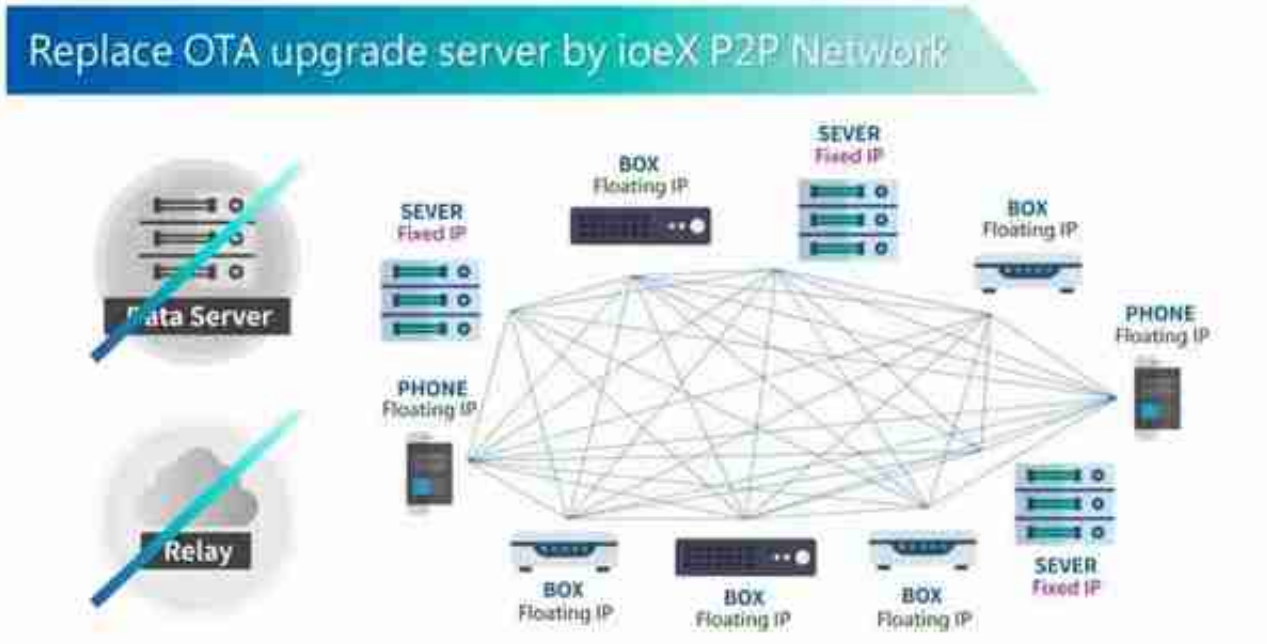 Replace OTA upgrade server by ioeX P2P Network
SEVER
Fixed IP
BOX
Floating IP
SEVER
Fixed IP
BOX
Floating IP
Data Server
PHONE
Floating IP
PHONE
Floating IP
Relay
BOX
Floating IP
BOX
Floating IP
BOX
Floating IP
SEVER
Fixed IP